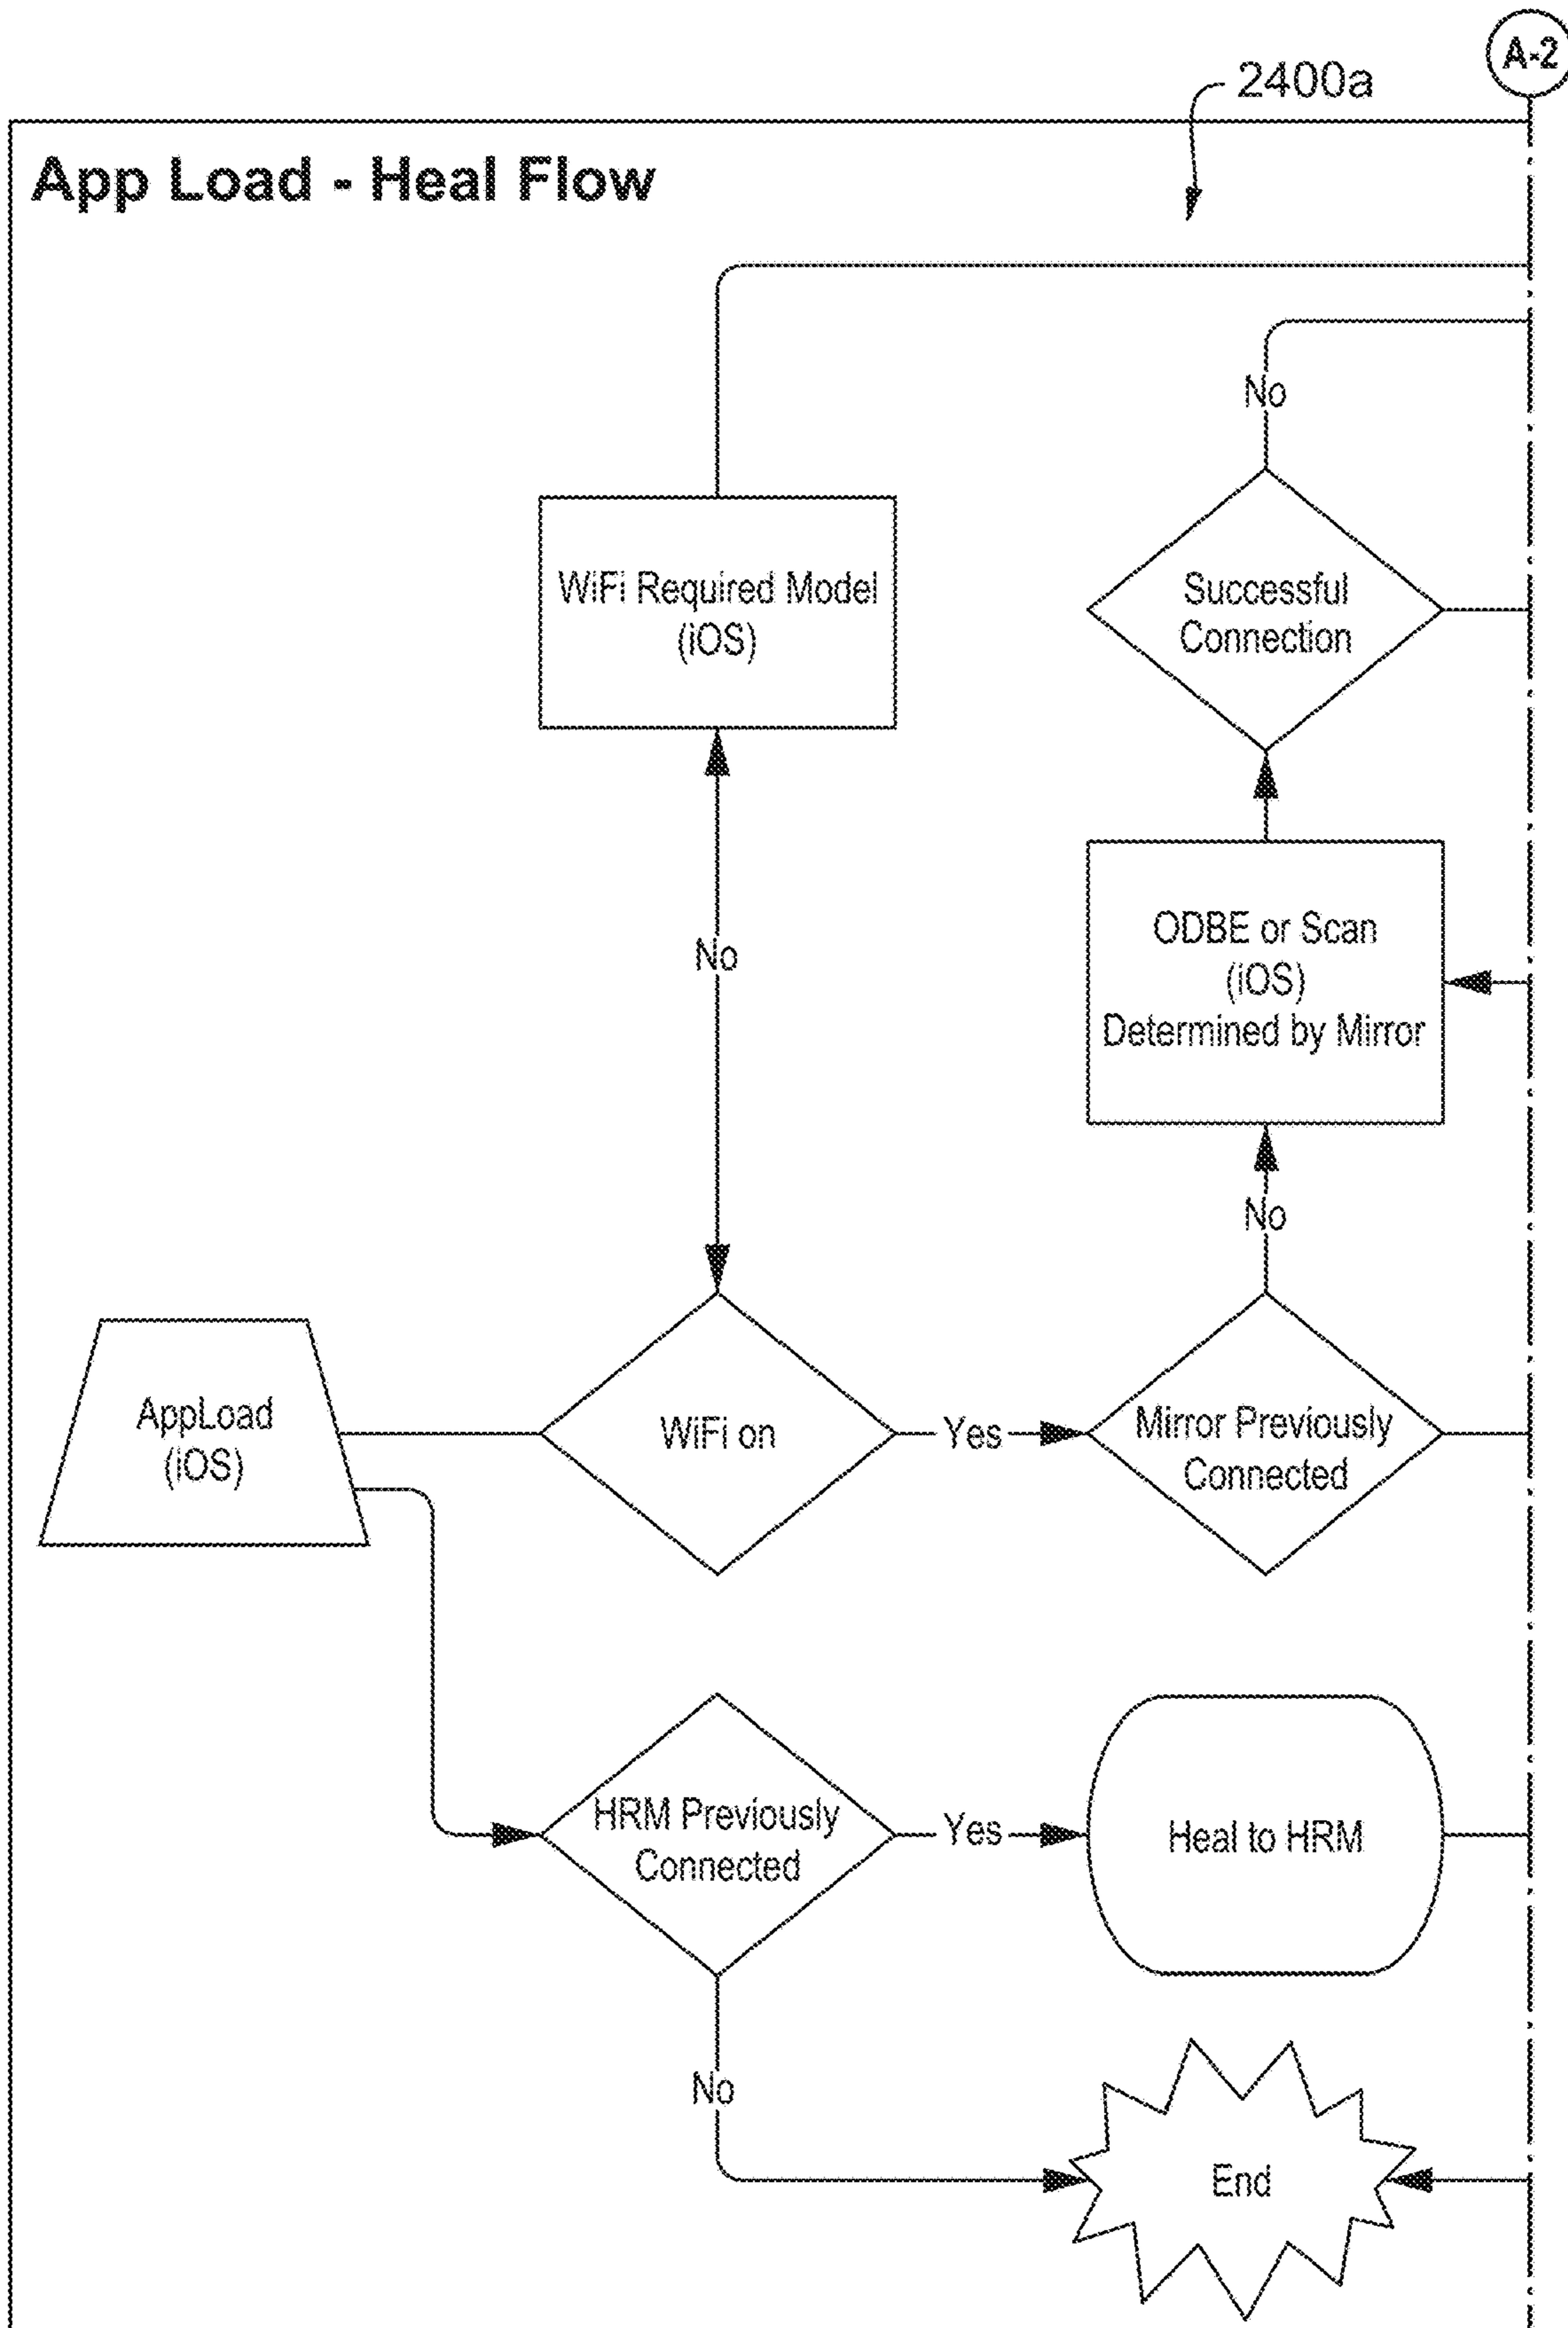 A-2
2400a
App Load - Heal Flow
No
WiFi Required Model
(iOS)
Successful
Connection
No
ODBE or Scan
(iOS)
Determined by Mirror
No
AppLoad
(iOS)
WiFi on
Yes
Mirror Previously
Connected
HRM Previously
Connected
Yes
Heal to HRM
No
End